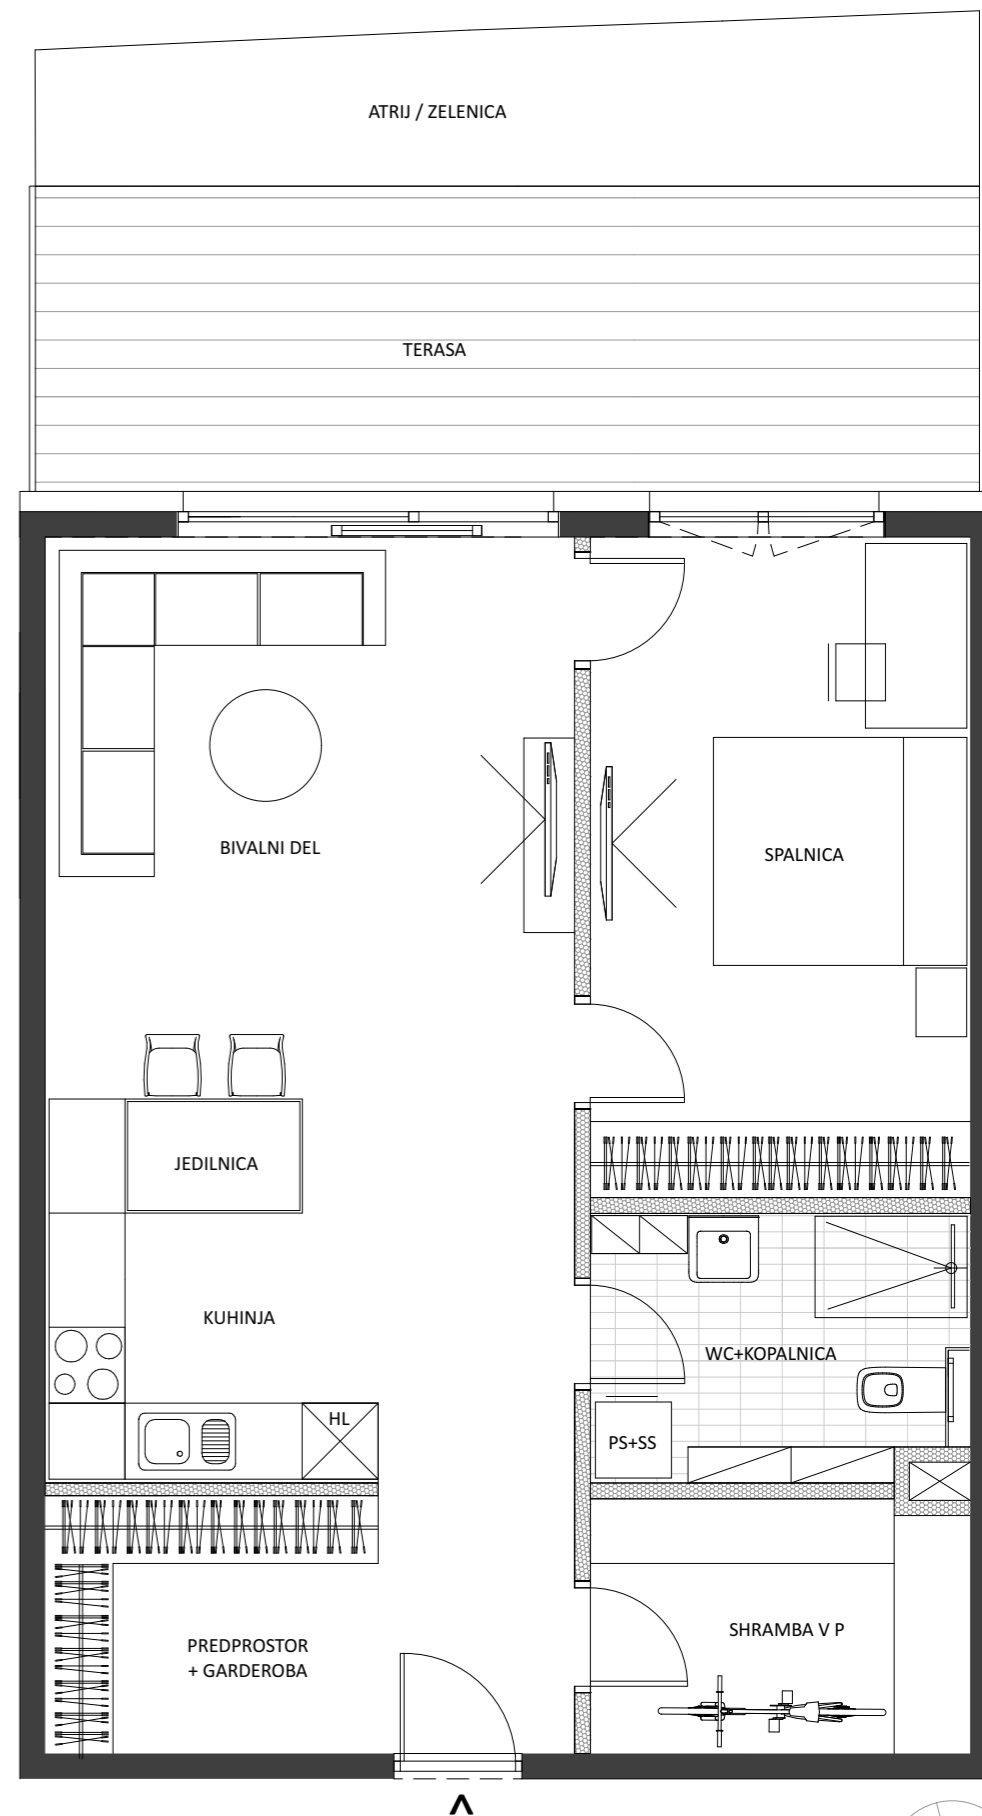 ATRIJ / ZELENICA
TERASA
BIVALNI DEL
SPALNICA
JEDILNICA
KUHINJA
WC+KOPALNICA
HL
PS+SS
SHRAMBA V P
PREDPROSTOR
+ GARDEROBA